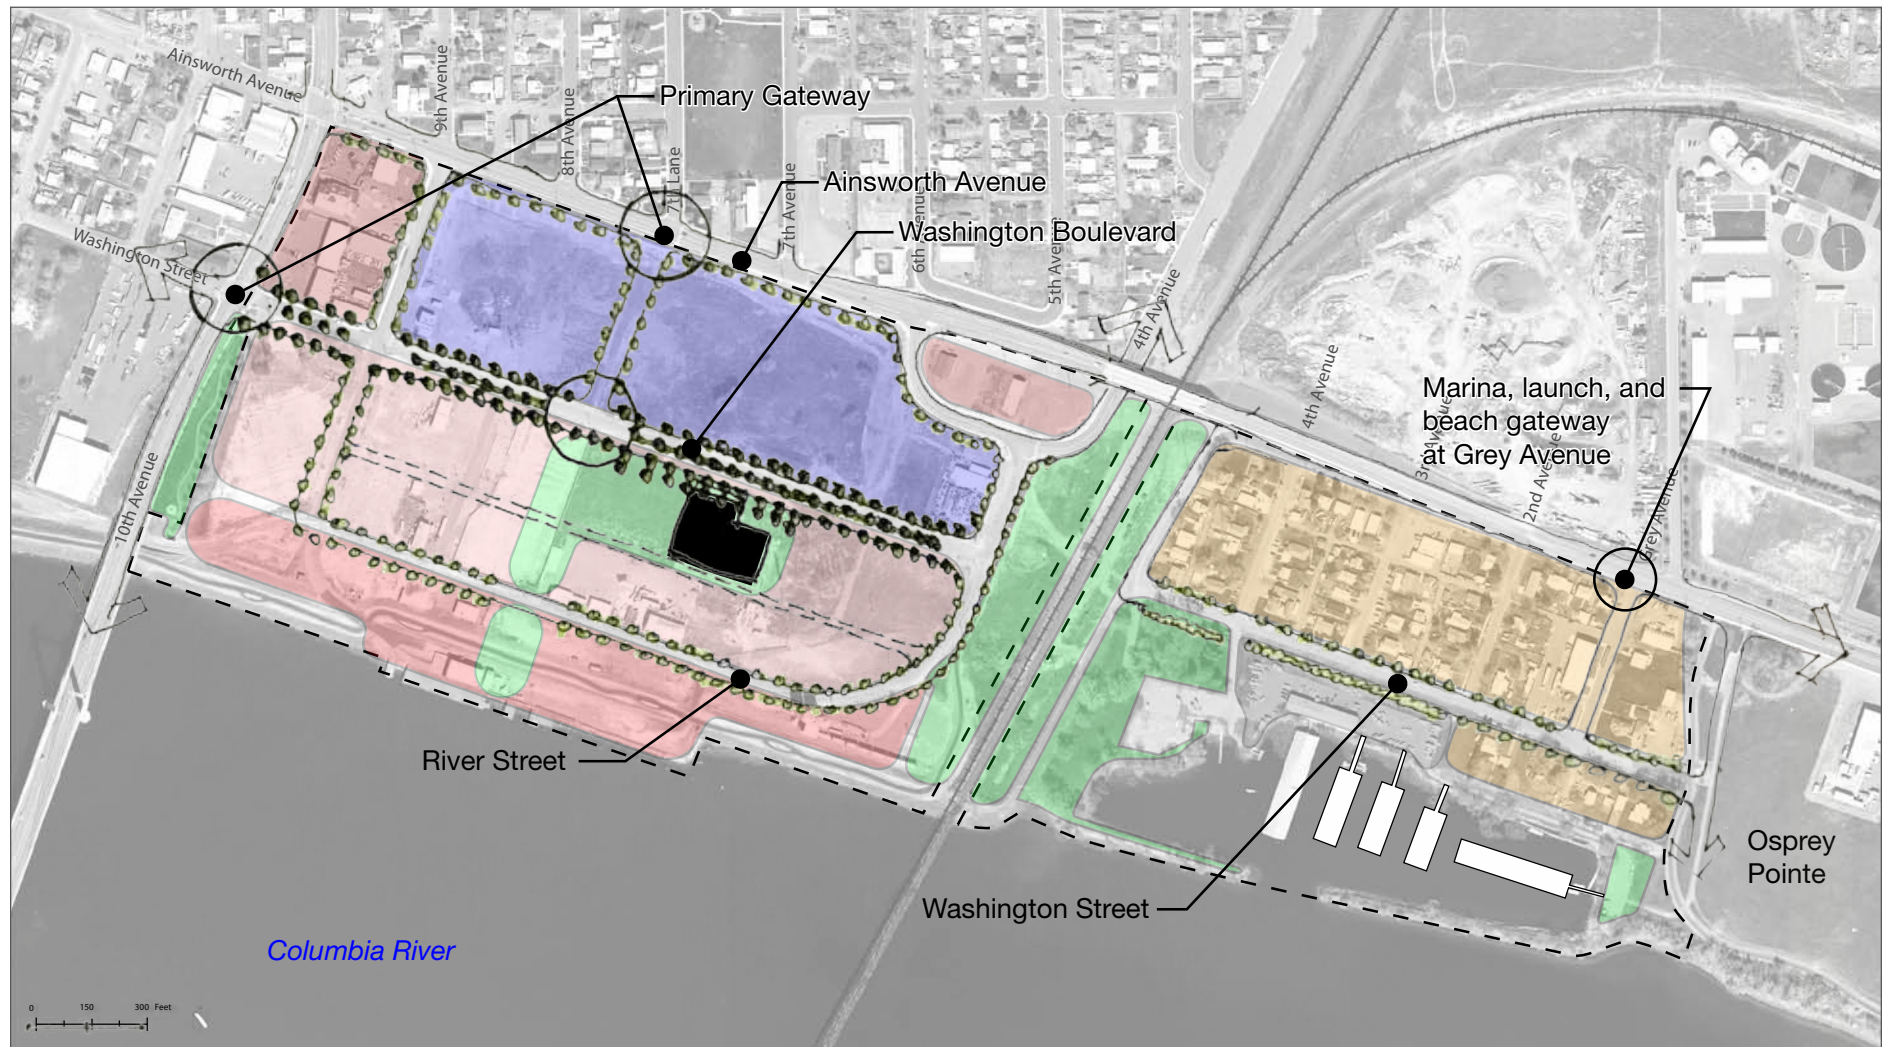 Ainsworth Avenue
9th Avenue
8th Avenue
7th Lane
7th Avenue
6th Avenue
5th Avenue
4th Avenue
4th Avenue
3rd Avenue
2nd Avenue
Grey Avenue
Washington Street
10th Avenue
Primary Gateway
Ainsworth Avenue
Washington Boulevard
Marina, launch, and
beach gateway
at Grey Avenue
River Street
Washington Street
Osprey
Pointe
Columbia River
0 150 300 Feet